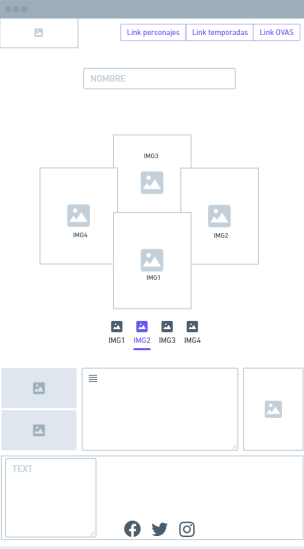 Link personajes Link temporadas Link OVAS
NOMBRE
IMG3
IMG4 IMG2
IMG1
IMG1 IMG2 IMG3 IMG4
TEXT